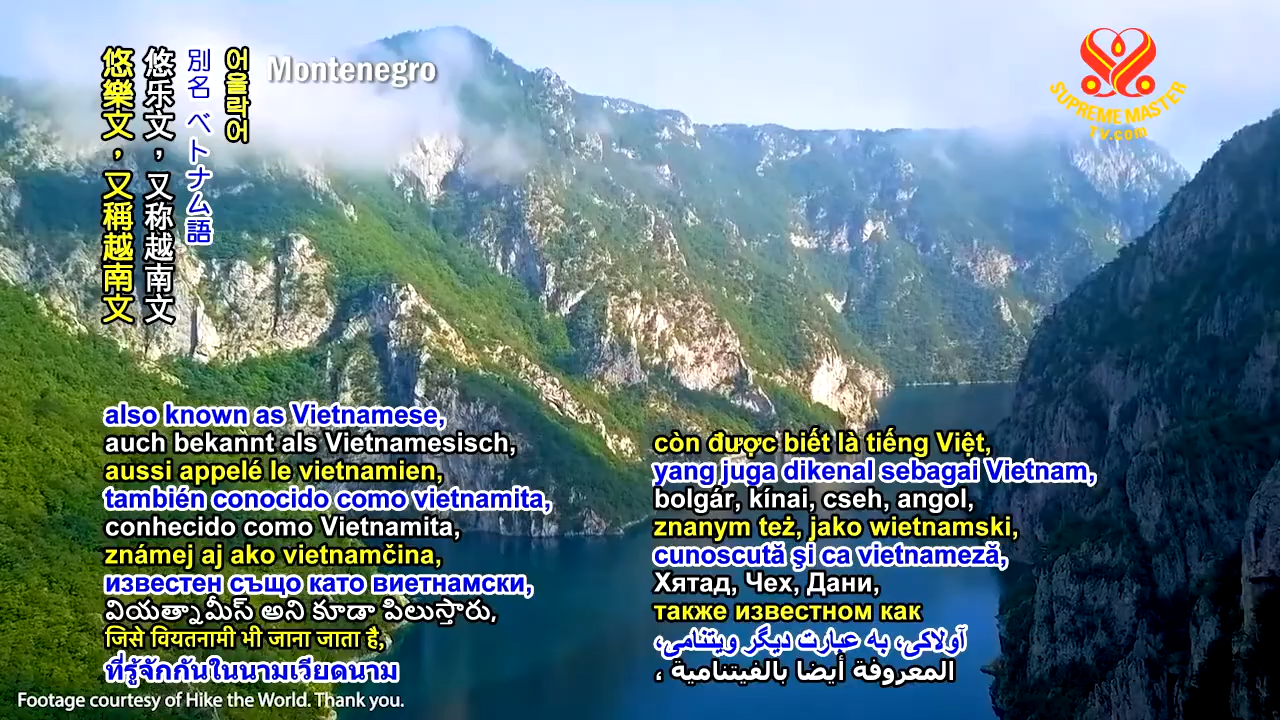 悠樂文，又稱越南文
悠乐文，又称越南文
別名 ベトナム語
어울락어
Montenegro
SUPREME MASTER
TV.com
also known as Vietnamese,
auch bekannt als Vietnamesisch,
aussi appelé le vietnamien,
también conocido como vietnamita,
conhecido como Vietnamita,
známej aj ako vietnamčina,
известен също като виетнамски,
వియత్నామీస్ అని కూడా పిలుస్తారు,
जिसे वियतनामी भी जाना जाता है,
ที่รู้จักกันในนามเวียดนาม
còn được biết là tiếng Việt,
yang juga dikenal sebagai Vietnam,
bolgár, kínai, cseh, angol,
znanym też, jako wietnamski,
cunoscută şi ca vietnameză,
Хятад, Чех, Дани,
также известном как
آولاکی، به عبارت دیگر ویتنامی،
المعروفة أيضا بالفيتنامية ،
Footage courtesy of Hike the World. Thank you.